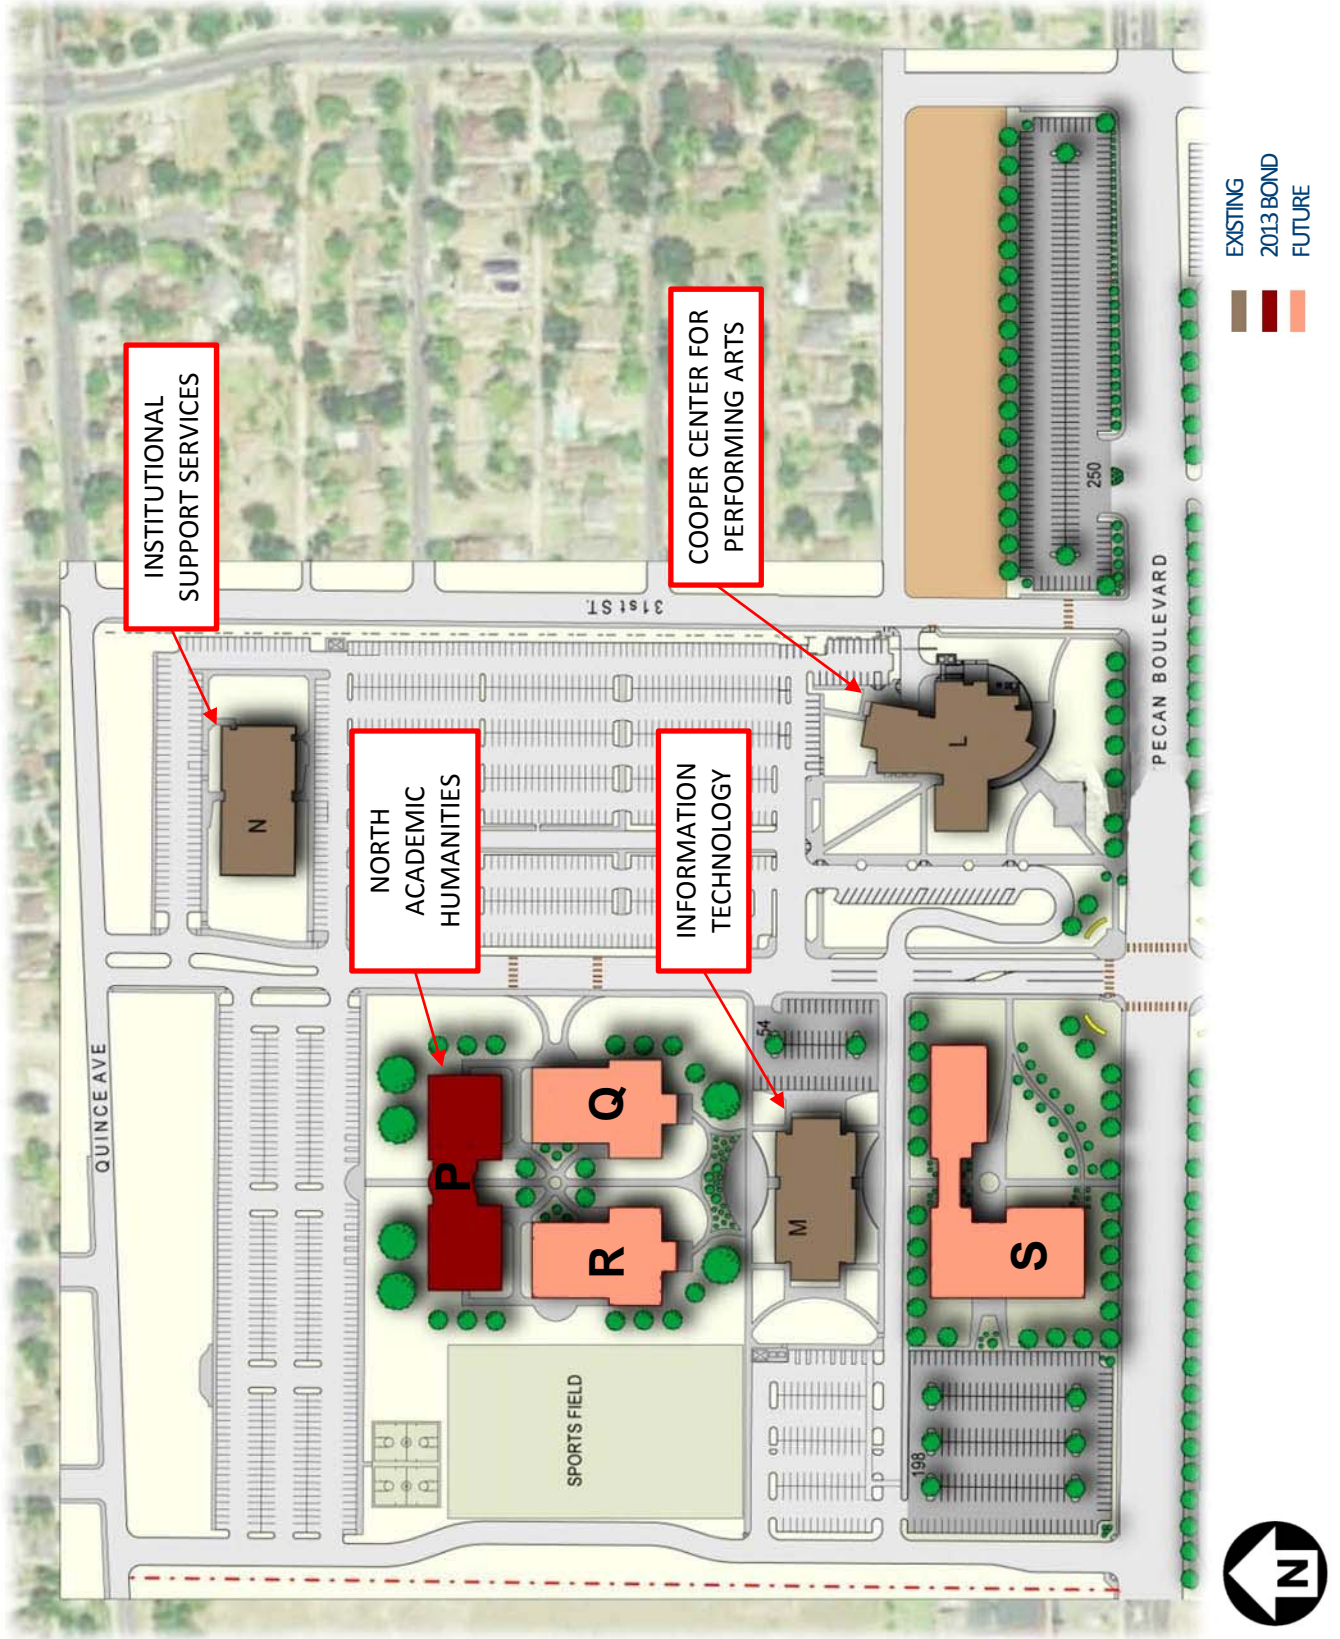 QUINCE AVE
INSTITUTIONAL
SUPPORT SERVICES
N
31st ST.
NORTH
ACADEMIC
HUMANITIES
P
Q
R
SPORTS FIELD
INFORMATION
TECHNOLOGY
54
M
COOPER CENTER FOR
PERFORMING ARTS
L
S
198
250
PECAN BOULEVARD
EXISTING
2013 BOND
FUTURE
N